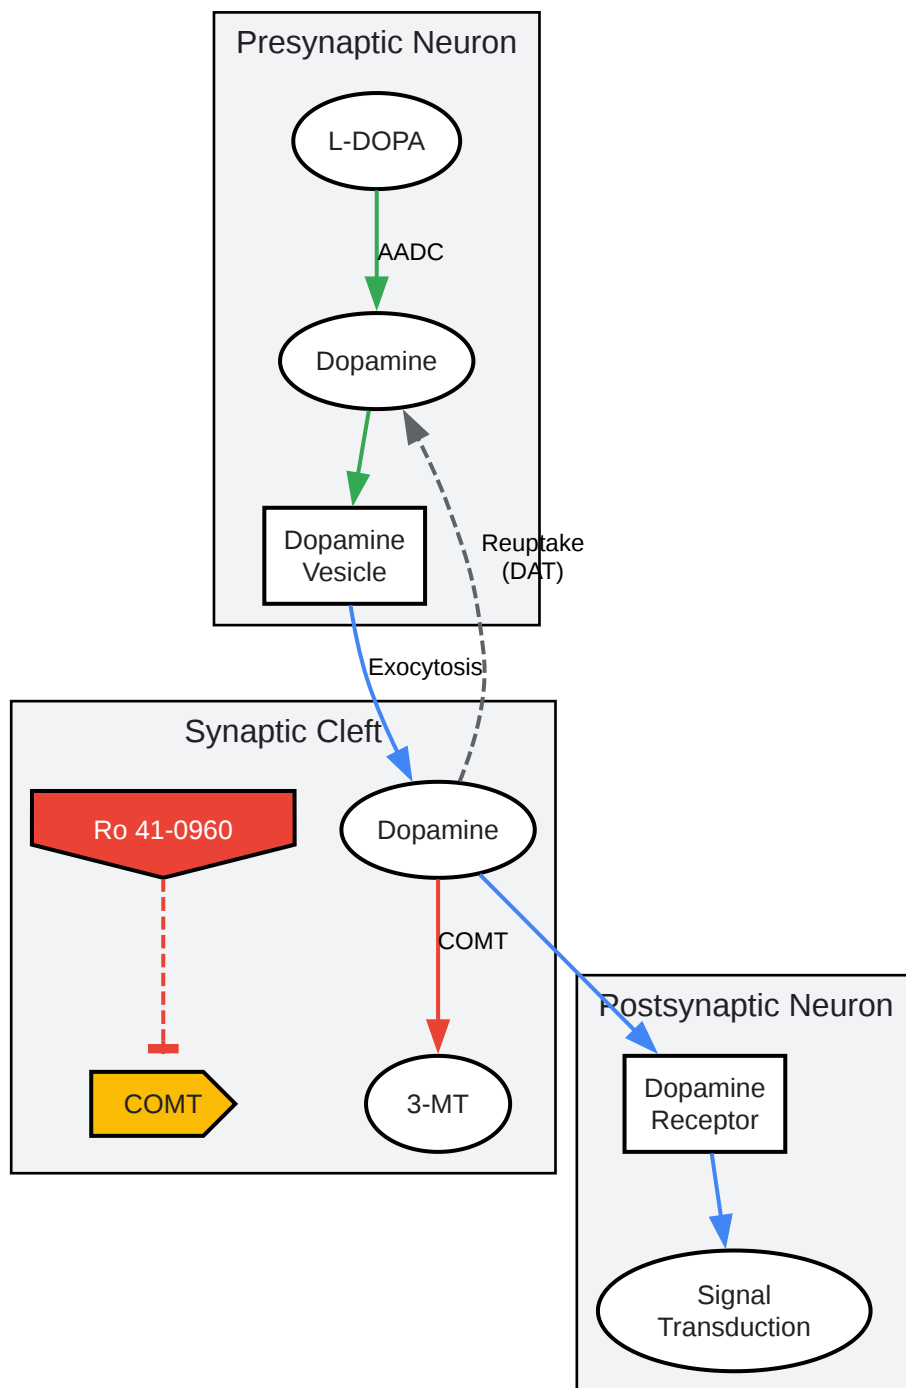 Presynaptic Neuron
L-DOPA
AADC
Dopamine
Dopamine
Vesicle
Reuptake
(DAT)
Exocytosis
Synaptic Cleft
Ro 41-0960
Dopamine
COMT
COMT
3-MT
Postsynaptic Neuron
Dopamine
Receptor
Signal
Transduction